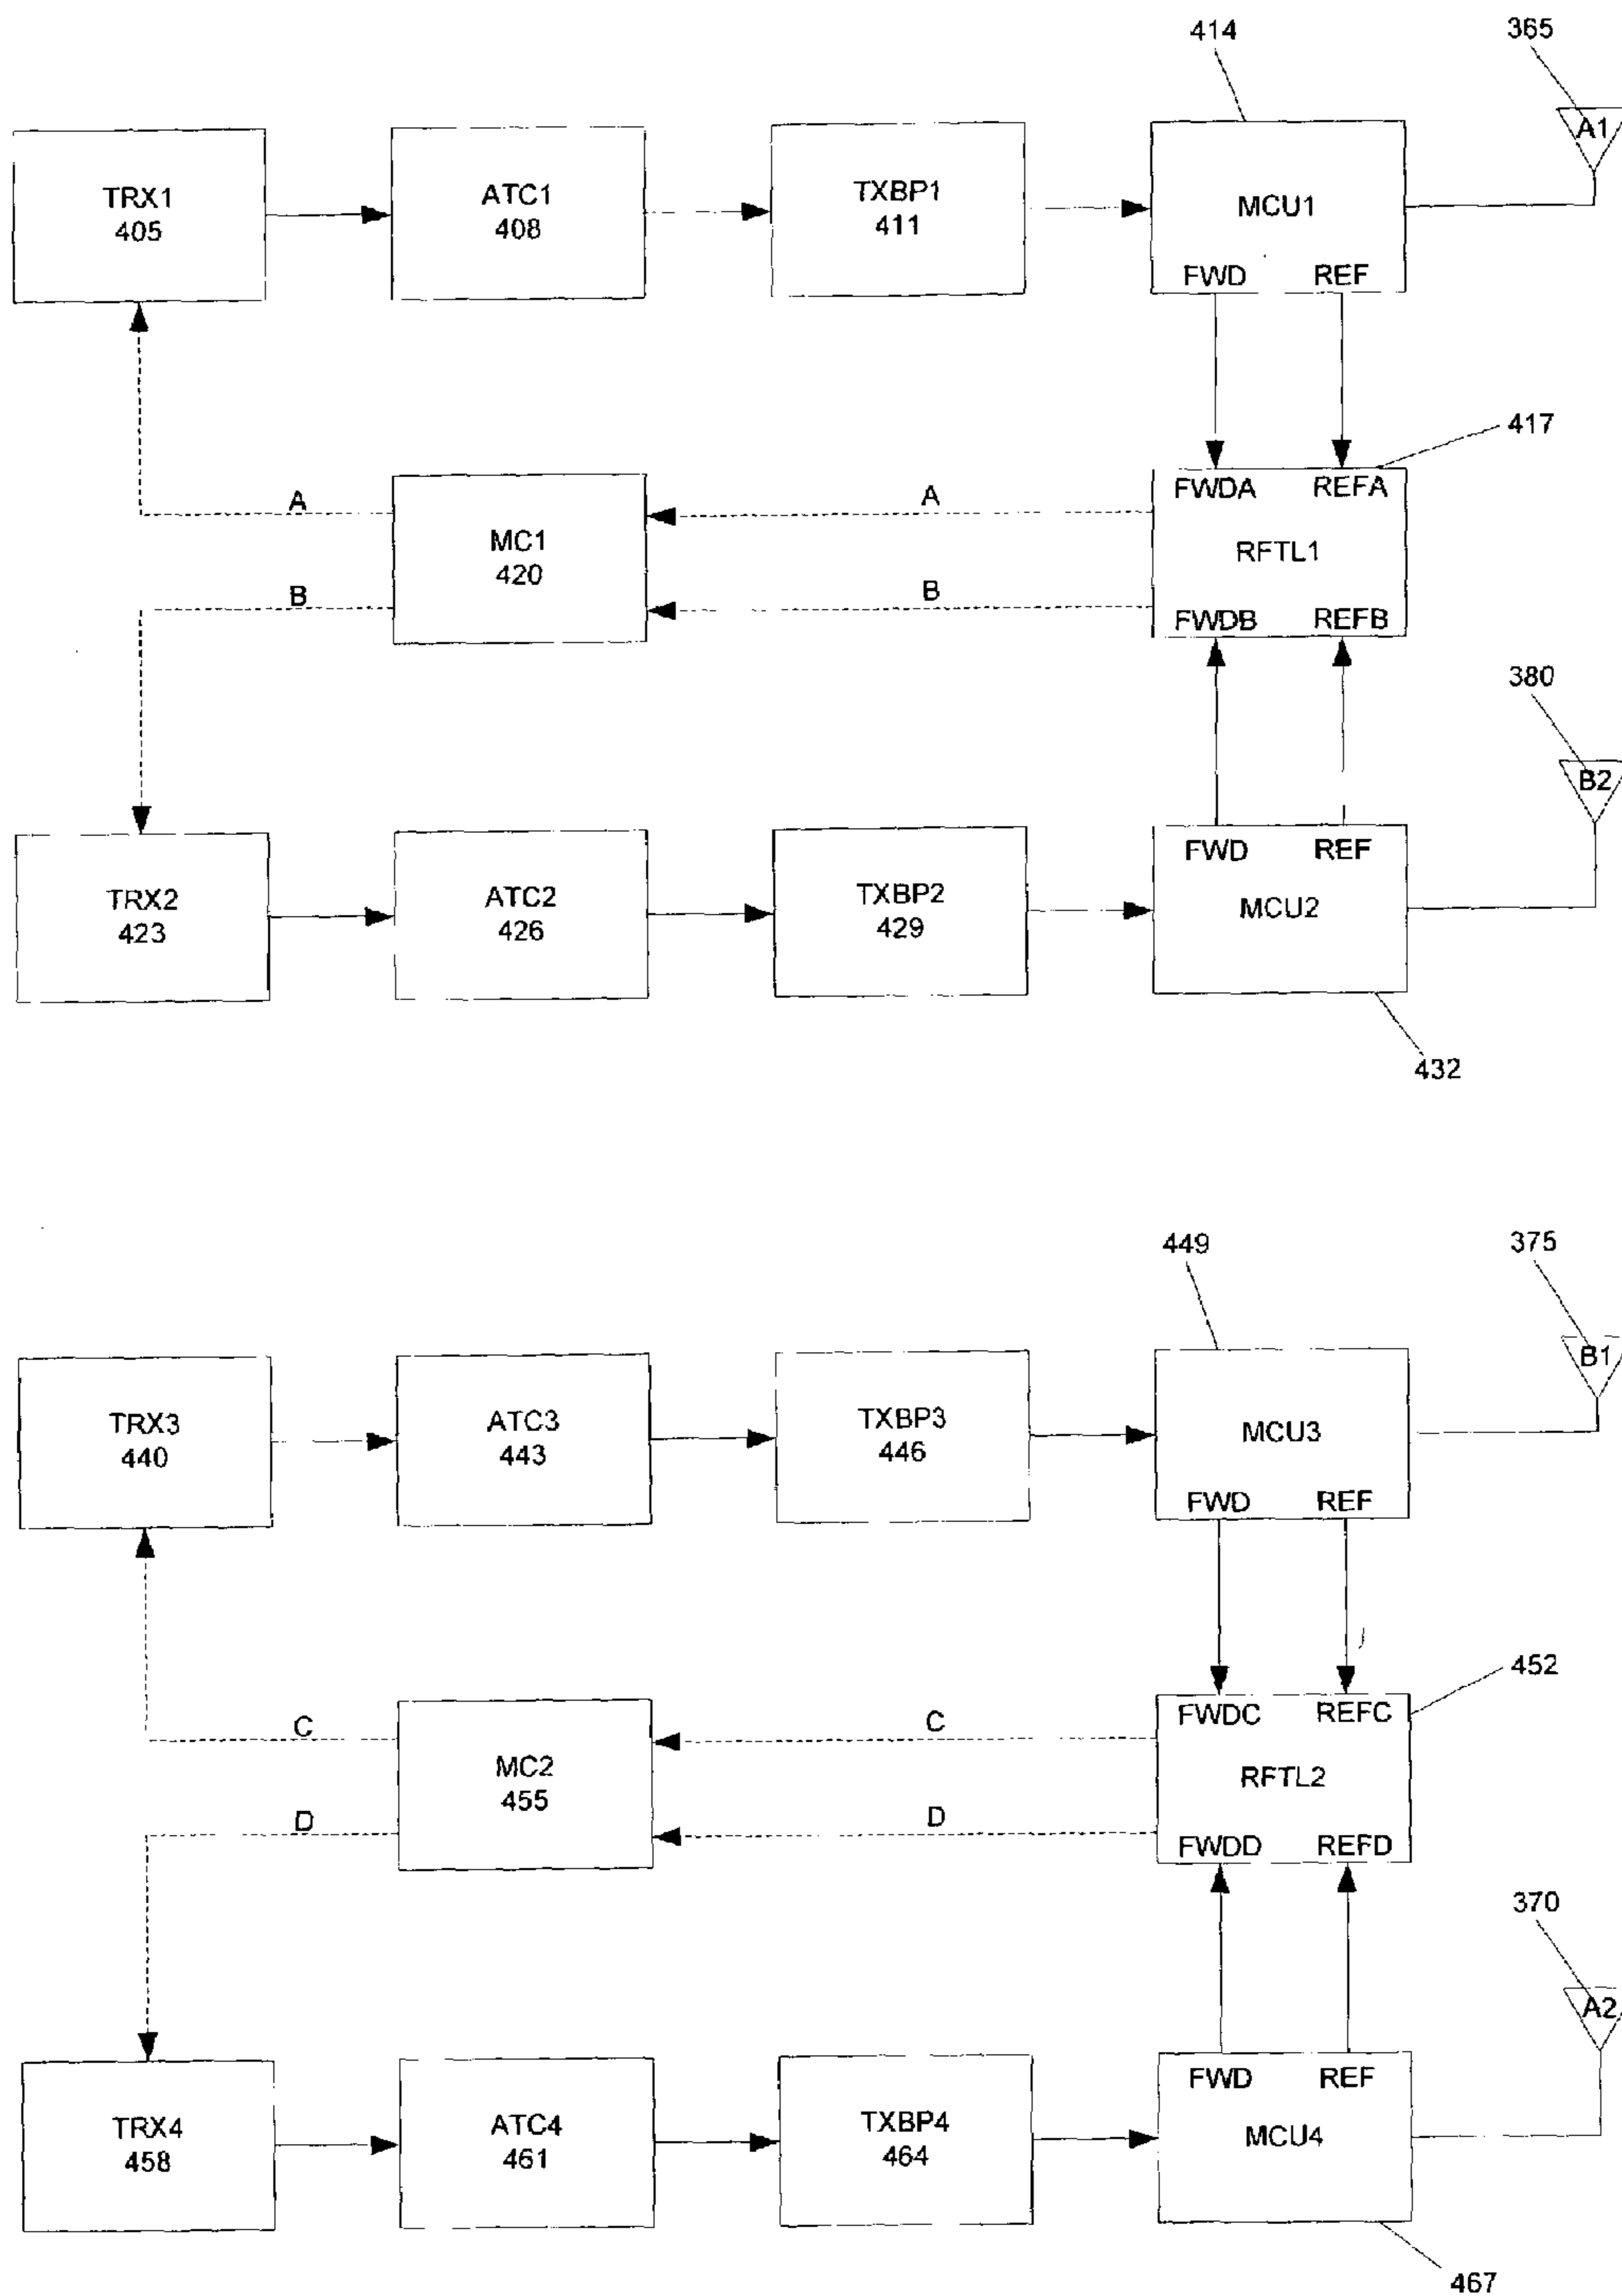 414
365
A1
TRX1
405
ATC1
408
TXBP1
411
MCU1
FWD REF
417
A
A
FWDA REFA
MC1
420
RFTL1
B
B
FWDB REFB
380
B2
FWD REF
TRX2
423
ATC2
426
TXBP2
429
MCU2
432
449
375
B1
TRX3
440
ATC3
443
TXBP3
446
MCU3
FWD REF
452
C
C
FWDC REFC
MC2
455
RFTL2
D
D
FWDD REFD
370
A2
FWD REF
TRX4
458
ATC4
461
TXBP4
464
MCU4
467